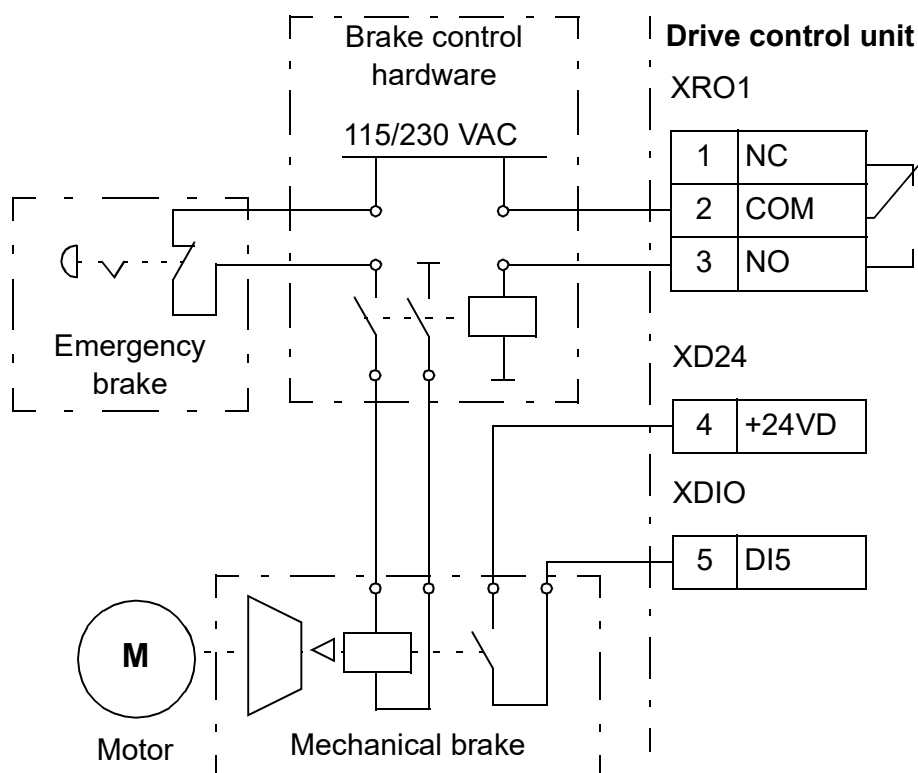 Brake control
hardware
115/230 VAC
Drive control unit
XRO1
1 NC
2 COM
3 NO
Emergency
brake
XD24
4 +24VD
XDIO
5 DI5
M
Motor
Mechanical brake